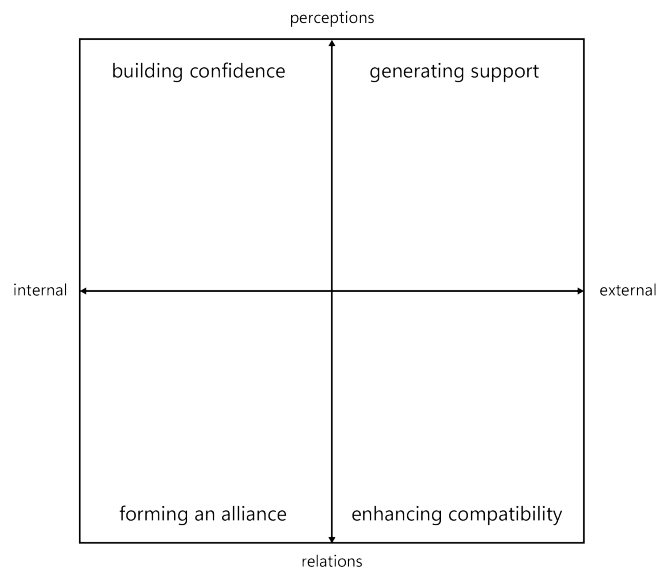 perceptions
building confidence
generating support
internal
external
forming an alliance
enhancing compatibility
relations